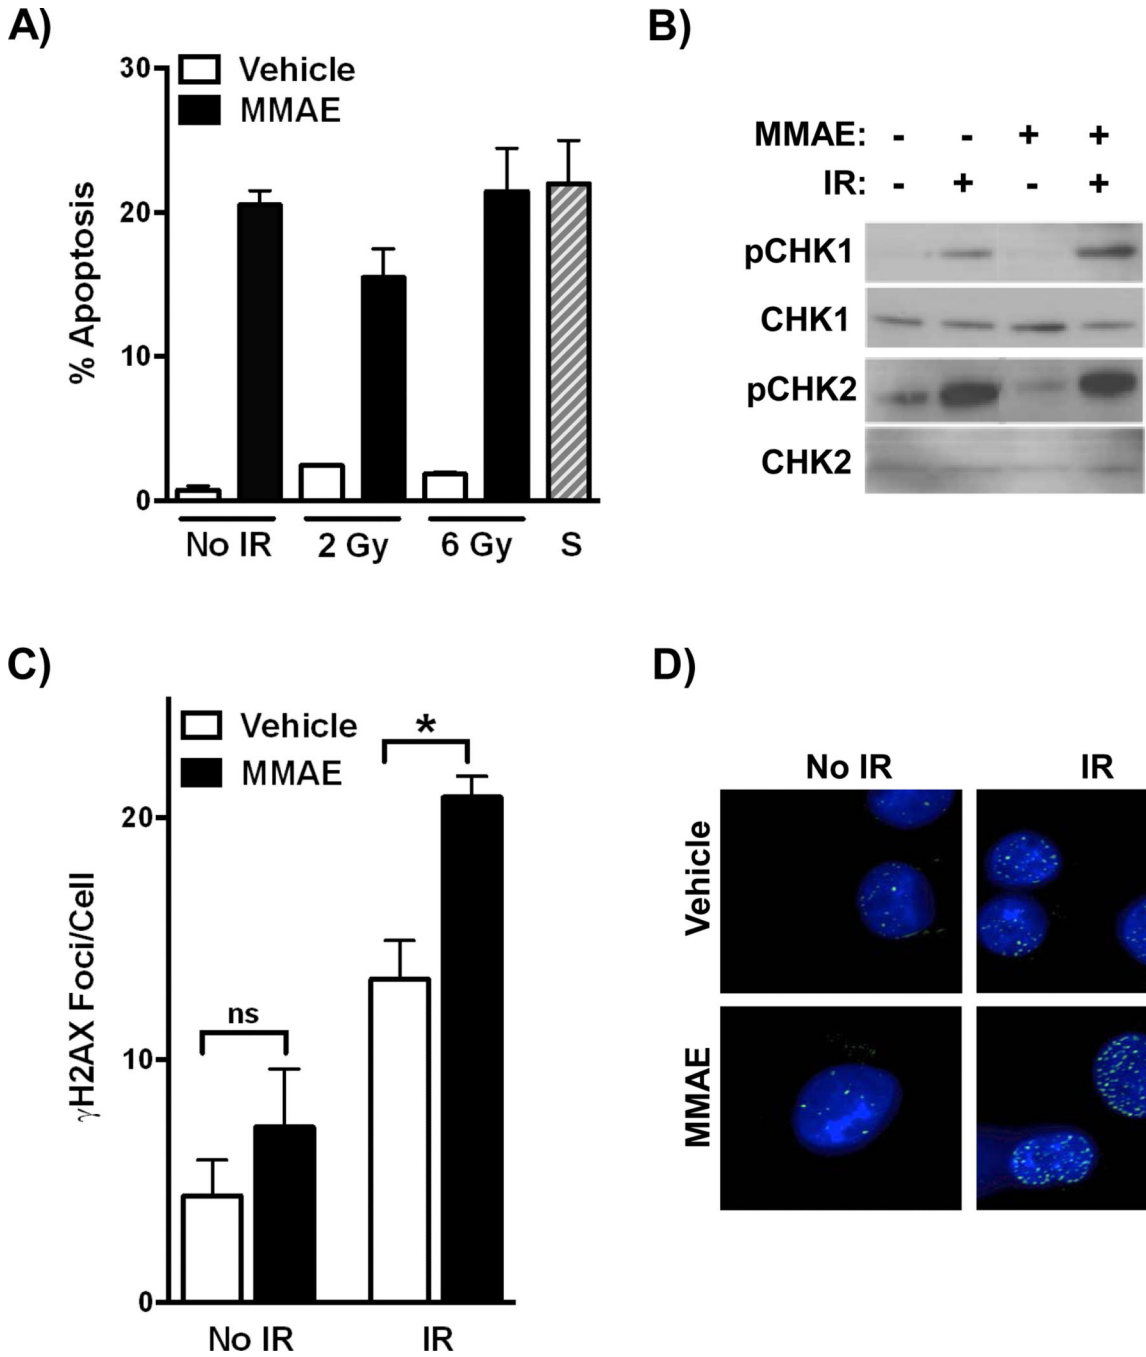 A)
30
Vehicle
MMAE
20
10
0
% Apoptosis
No IR 2 Gy 6 Gy S
B)
MMAE: - - + +
IR: - + - +
pCHK1
CHK1
pCHK2
CHK2
C)
Vehicle
MMAE
*
20
ns
10
0
γH2AX Foci/Cell
No IR IR
D)
No IR IR
Vehicle
MMAE